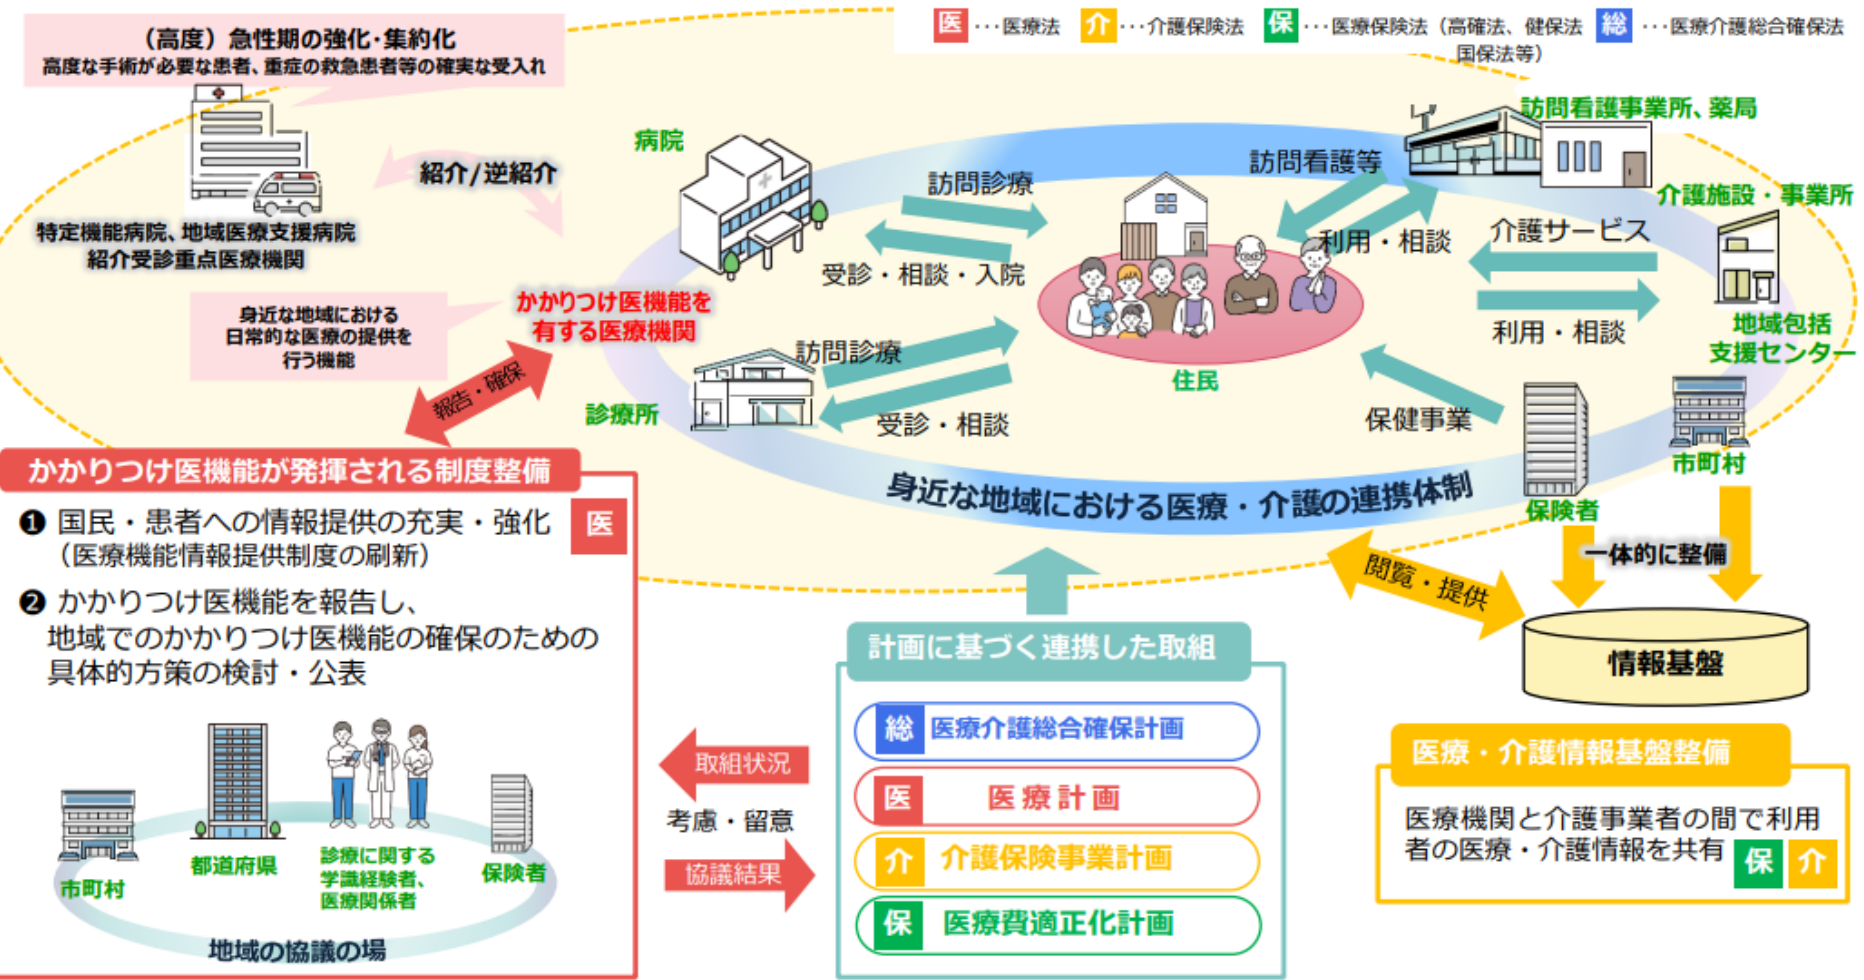 医 ･･･医療法 介 ･･･介護保険法 保 ･･･医療保険法（高確法、健保法
国保法等） 総 ･･･医療介護総合確保法
（高度）急性期の強化・集約化
高度な手術が必要な患者、重症の救急患者等の確実な受入れ
紹介/逆紹介
特定機能病院、地域医療支援病院
紹介受診重点医療機関
身近な地域における
日常的な医療の提供を
行う機能
かかりつけ医機能を
有する医療機関
報告・確保
病院
訪問診療
受診・相談・入院
訪問看護等
訪問看護事業所、薬局
利用・相談
介護施設・事業所
介護サービス
利用・相談
地域包括
支援センター
住民
診療所
訪問診療
受診・相談
保健事業
保険者
市町村
身近な地域における医療・介護の連携体制
一体的に整備
閲覧・提供
情報基盤
かかりつけ医機能が発揮される制度整備
❶ 国民・患者への情報提供の充実・強化 医
（医療機能情報提供制度の刷新）
❷ かかりつけ医機能を報告し、
地域でのかかりつけ医機能の確保のための
具体的方策の検討・公表
市町村
都道府県
診療に関する
学識経験者、
医療関係者
保険者
地域の協議の場
取組状況
考慮・留意
協議結果
計画に基づく連携した取組
総 医療介護総合確保計画
医 医療計画
介 介護保険事業計画
保 医療費適正化計画
医療・介護情報基盤整備
医療機関と介護事業者の間で利用
者の医療・介護情報を共有 保 介